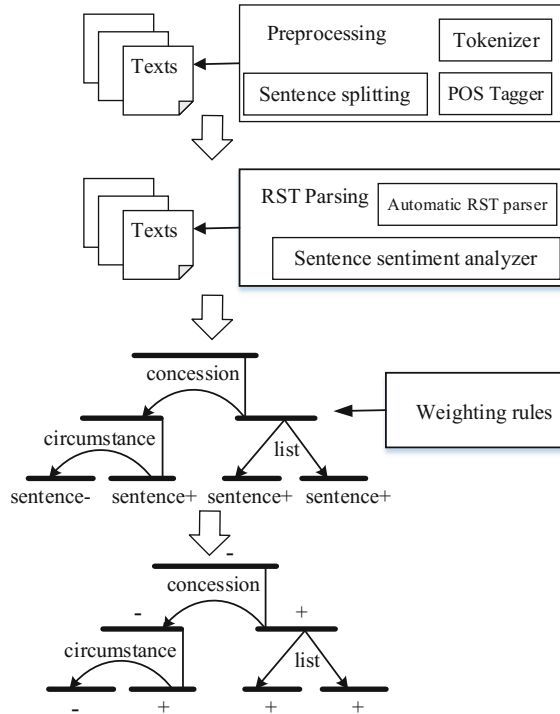 Preprocessing
Tokenizer
Texts
Sentence splitting
POS Tagger
RST Parsing
Automatic RST parser
Texts
Sentence sentiment analyzer
concession
Weighting rules
circumstance
list
sentence- sentence+ sentence+ sentence+
-
concession
- +
circumstance
list
- + + +